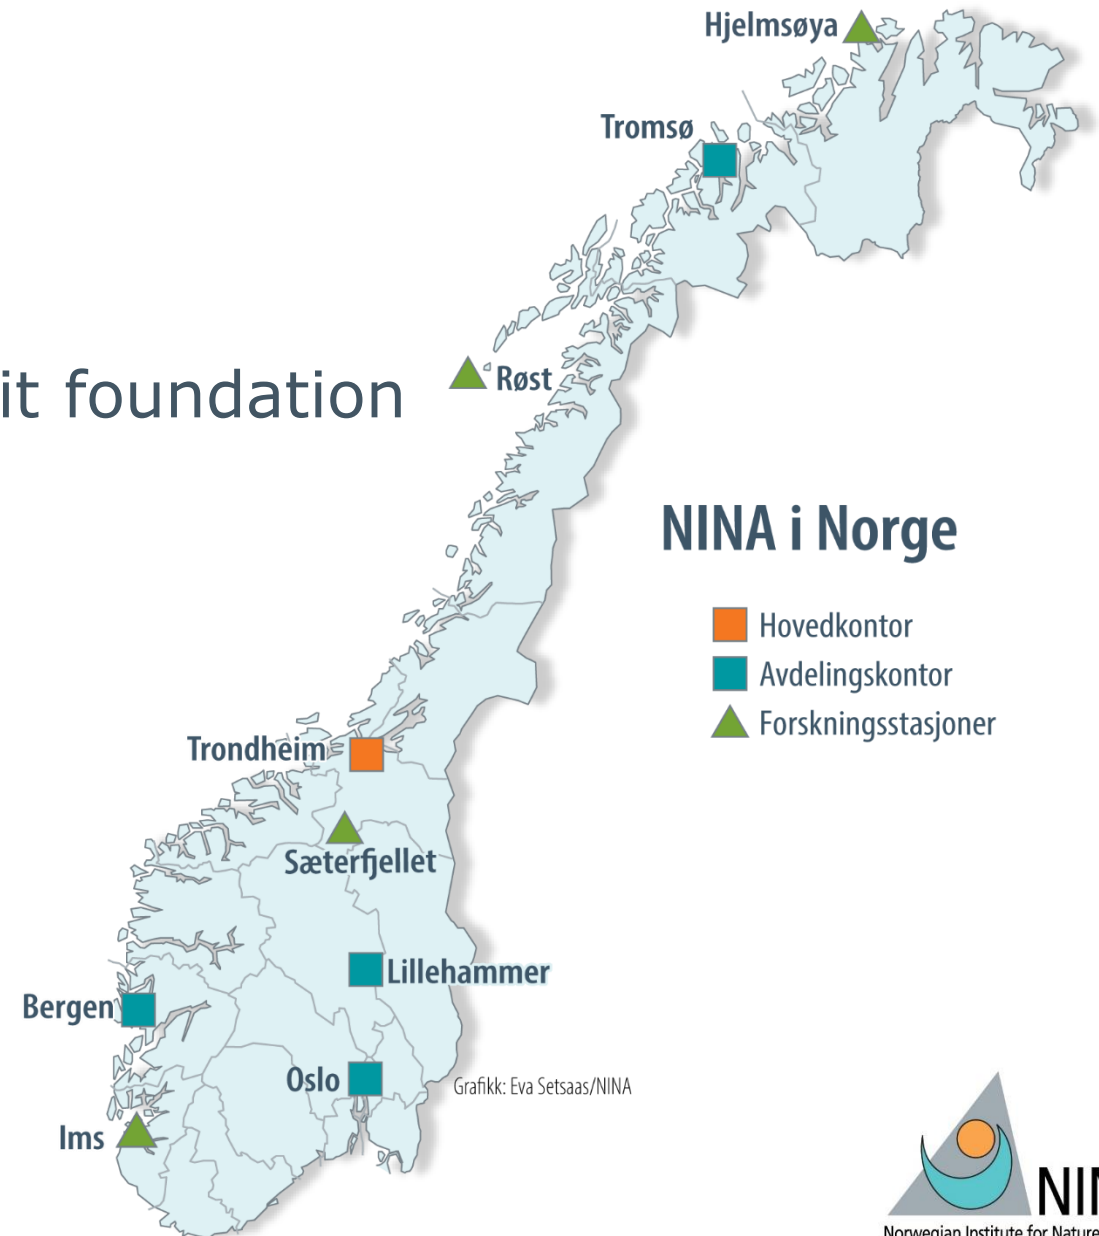 Hjelmsøya
Tromsø
Røst
it foundation
NINA i Norge
Hovedkontor
Avdelingskontor
Forskningsstasjoner
Trondheim
Sæterfjellet
Lillehammer
Bergen
Oslo
Grafikk: Eva Setsaas/NINA
Ims
Norwegian Institute for Nature